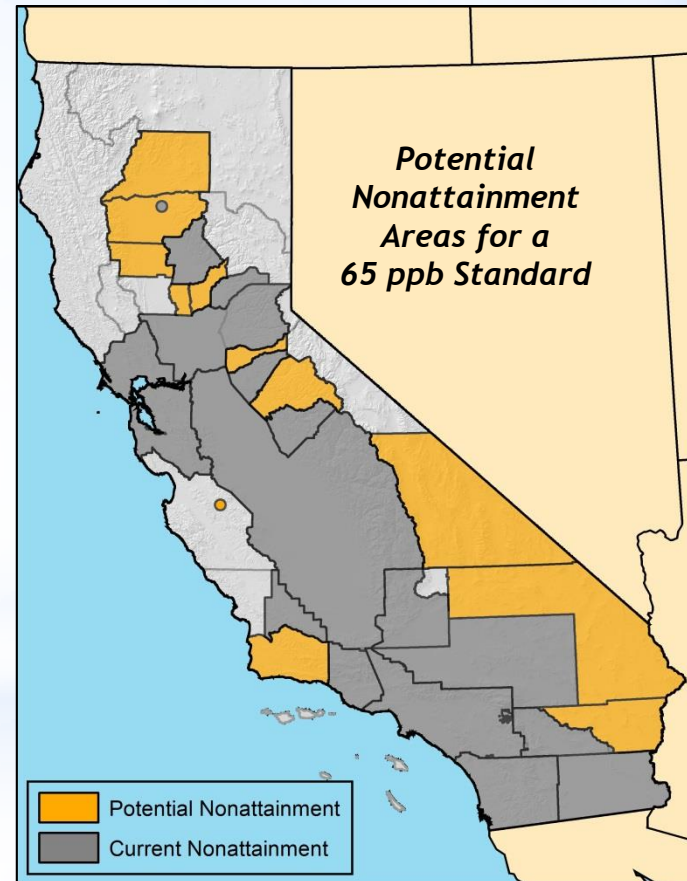 Potential
Nonattainment
Areas for a
65 ppb Standard
Potential Nonattainment
Current Nonattainment